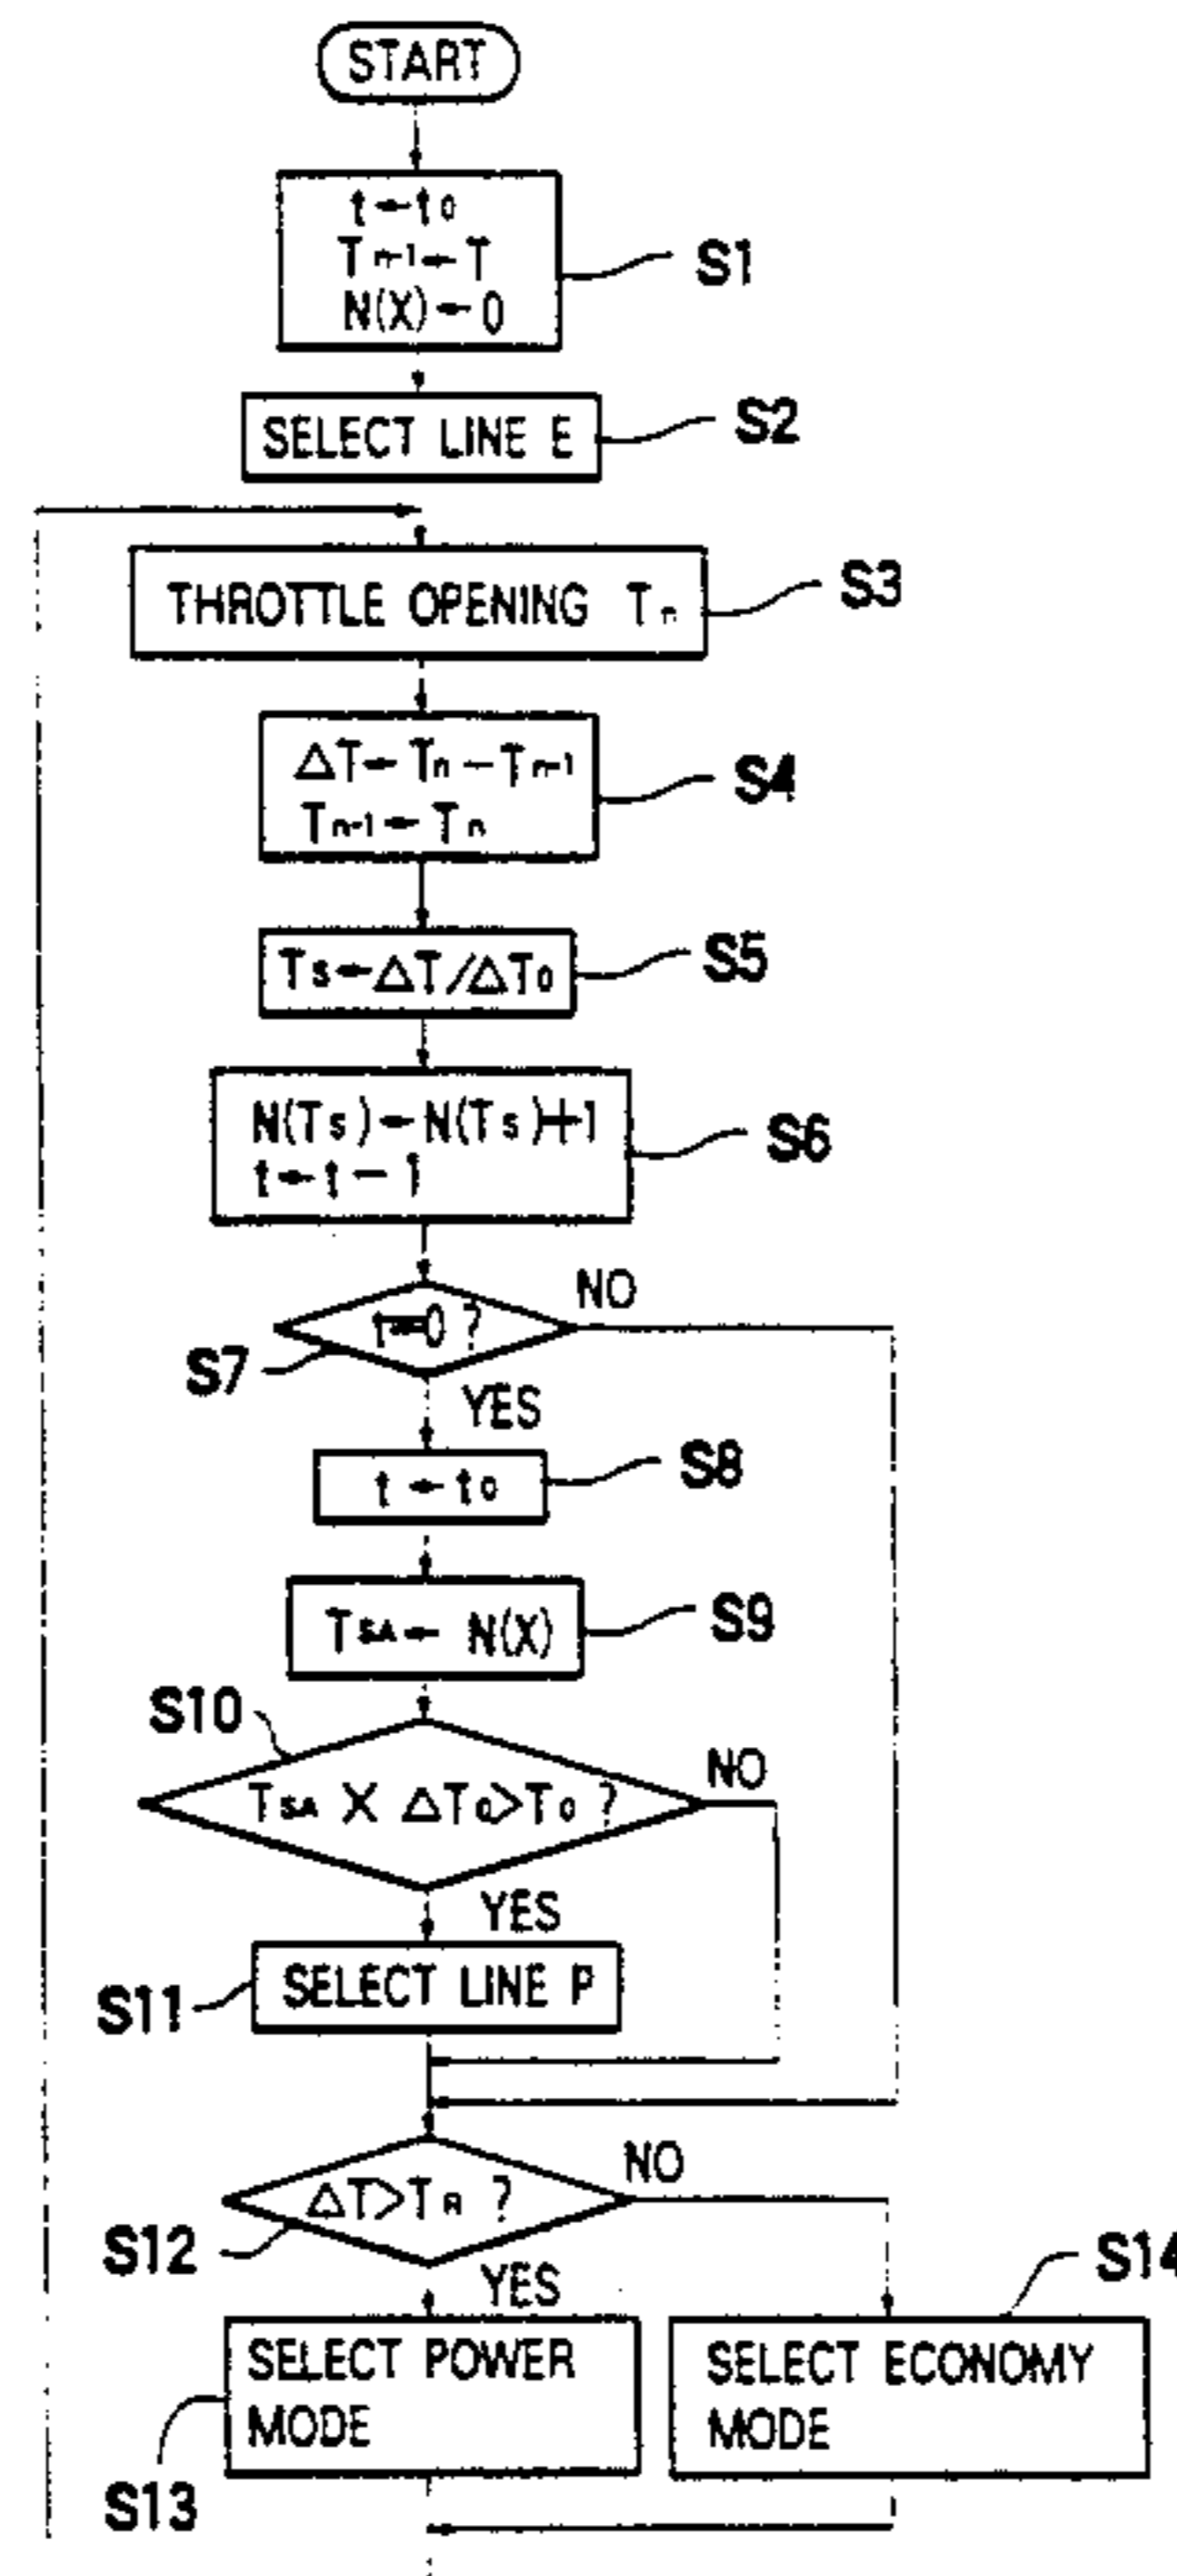 START
t←t0
Tn-1←T
N(X)←0
S1
SELECT LINE E
S2
THROTTLE OPENING Tn
S3
ΔT←Tn−Tn-1
Tn-1←Tn
S4
TS←ΔT/ΔT0
S5
N(TS)←N(TS)+1
t←t−1
S6
t=0?
NO
S7
YES
t←t0
S8
TSA← N(X)
S9
S10
TSA X ΔT0>T0 ?
NO
YES
SELECT LINE P
S11
ΔT>TR ?
NO
S12
YES
S14
SELECT POWER
MODE
SELECT ECONOMY
MODE
S13